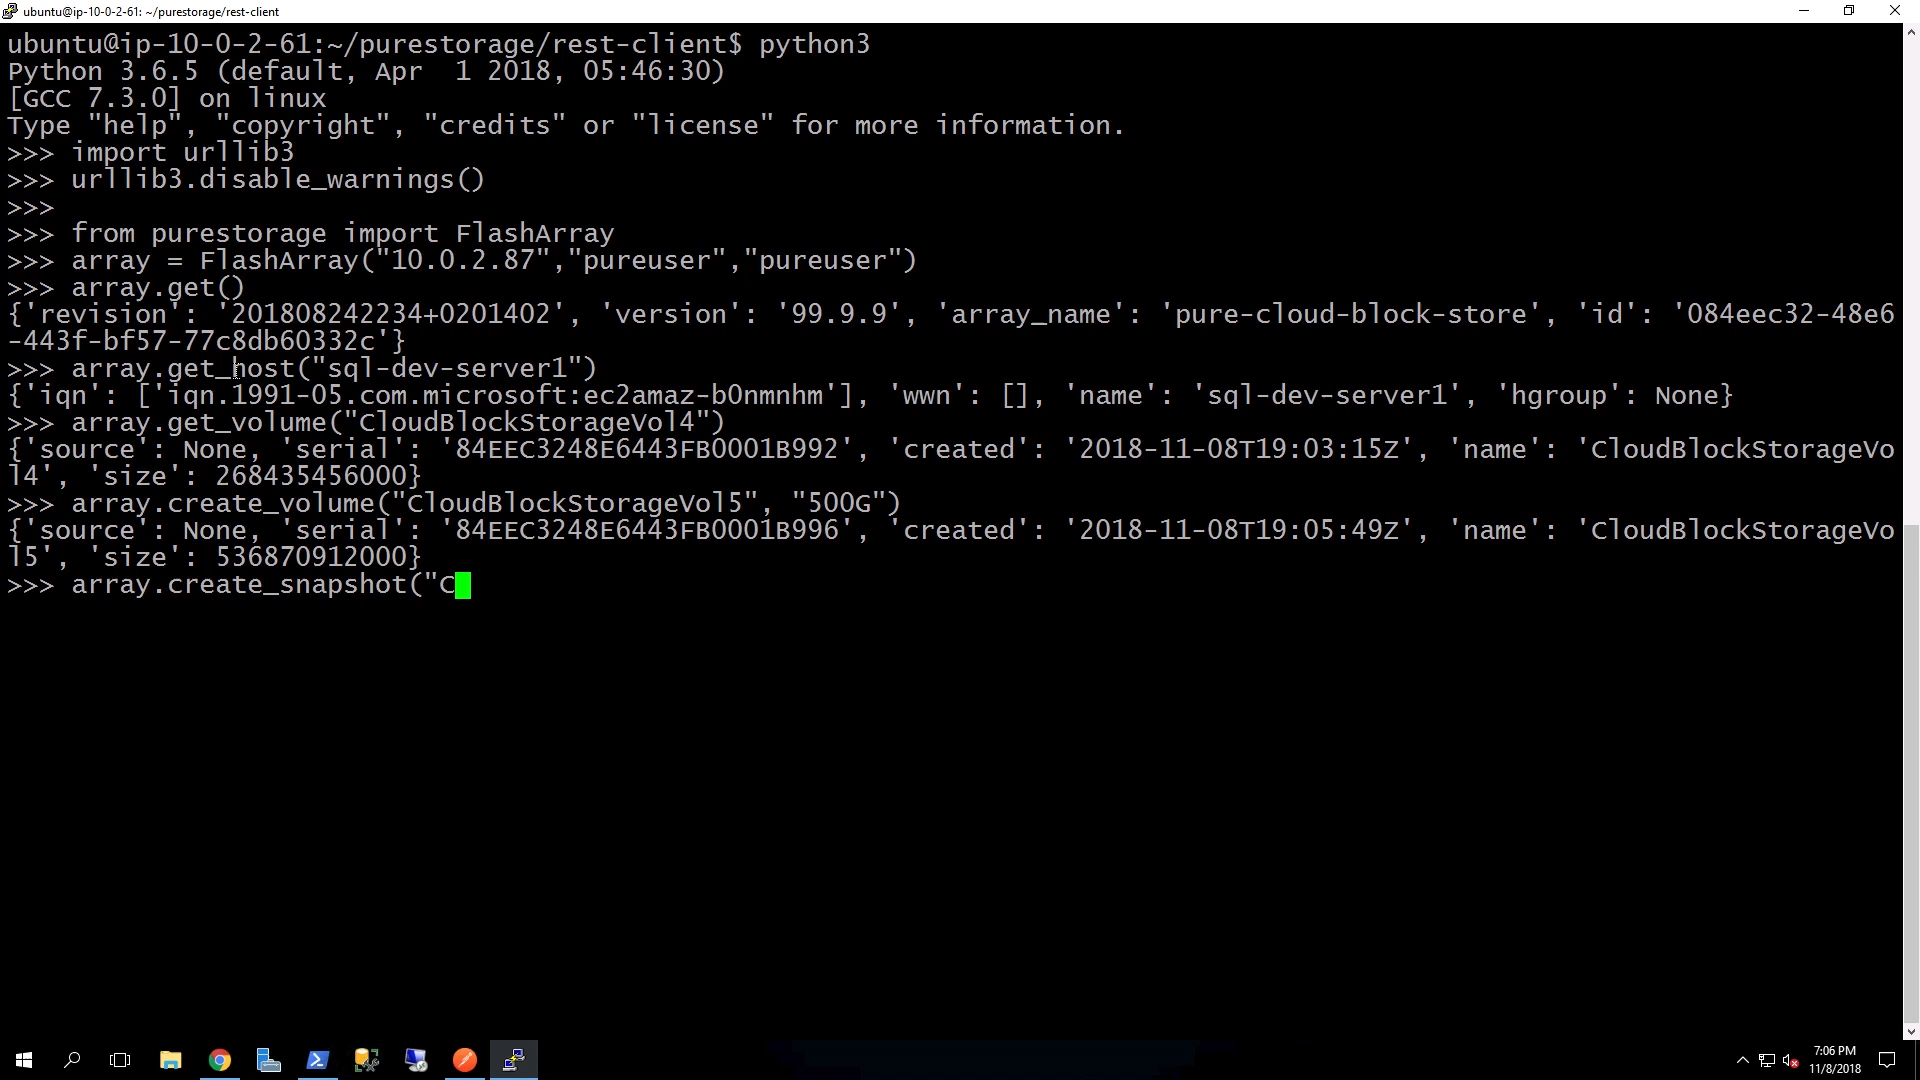 ubuntu@ip-10-0-2-61: ~/purestorage/rest-client
ubuntu@ip-10-0-2-61:~/purestorage/rest-client$ python3
Python 3.6.5 (default, Apr  1 2018, 05:46:30)
[GCC 7.3.0] on linux
Type "help", "copyright", "credits" or "license" for more information.
>>> import urllib3
>>> urllib3.disable_warnings()
>>>
>>> from purestorage import FlashArray
>>> array = FlashArray("10.0.2.87","pureuser","pureuser")
>>> array.get()
{'revision': '201808242234+0201402', 'version': '99.9.9', 'array_name': 'pure-cloud-block-store', 'id': '084eec32-48e6
-443f-bf57-77c8db60332c'}
>>> array.get_host("sql-dev-server1")
{'iqn': ['iqn.1991-05.com.microsoft:ec2amaz-b0nmnhm'], 'wwn': [], 'name': 'sql-dev-server1', 'hgroup': None}
>>> array.get_volume("CloudBlockStorageVol4")
{'source': None, 'serial': '84EEC3248E6443FB0001B992', 'created': '2018-11-08T19:03:15Z', 'name': 'CloudBlockStorageVo
l4', 'size': 268435456000}
>>> array.create_volume("CloudBlockStorageVol5", "500G")
{'source': None, 'serial': '84EEC3248E6443FB0001B996', 'created': '2018-11-08T19:05:49Z', 'name': 'CloudBlockStorageVo
l5', 'size': 536870912000}
>>> array.create_snapshot("C
7:06 PM
11/8/2018